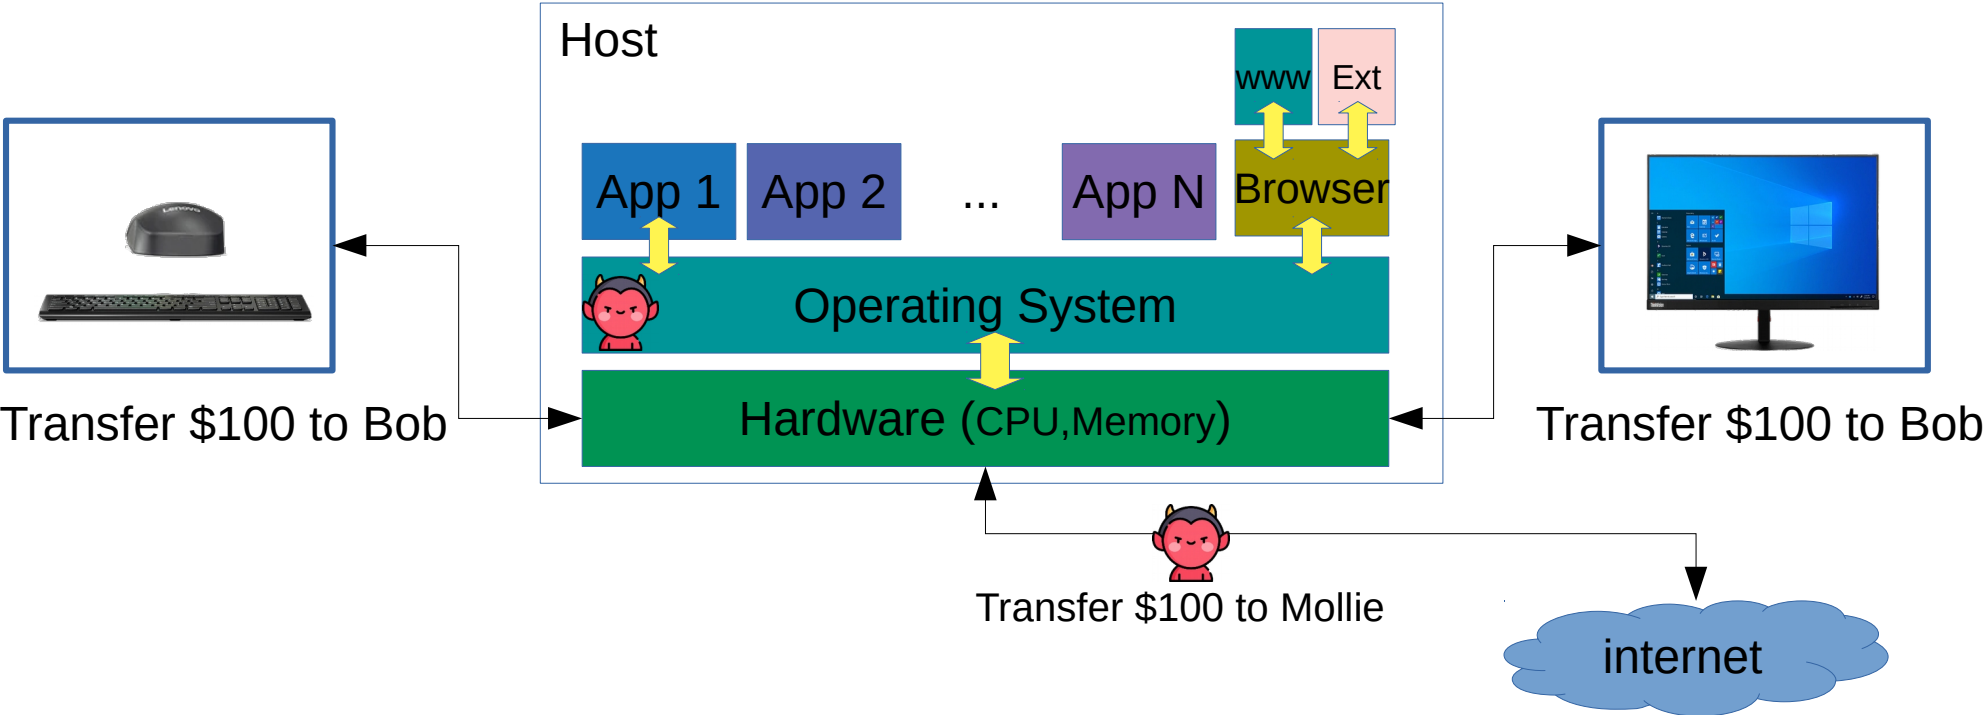 Host
www
Ext
App 1
App 2
...
App N
Browser
Lenovo
Operating System
Hardware (CPU,Memory)
Transfer $100 to Bob
Transfer $100 to Bob
Transfer $100 to Mollie
internet